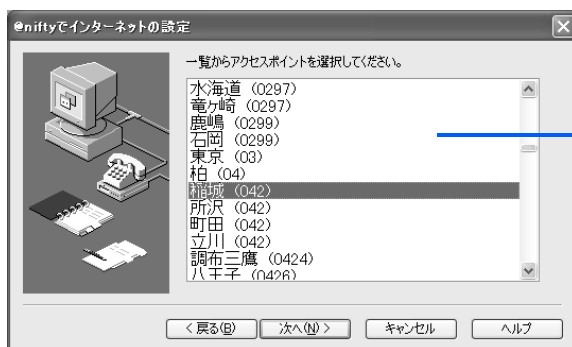 @niftyでインターネットの設定
一覧からアクセスポイントを選択してください。
水海道 (0297)
竜ヶ崎 (0297)
鹿嶋 (0299)
石岡 (0299)
東京 (03)
柏 (04)
稲城 (042)
所沢 (042)
町田 (042)
立川 (042)
調布三鷹 (0424)
八王子 (0426)
< 戻る(B) 次へ(N) > キャンセル ヘルプ